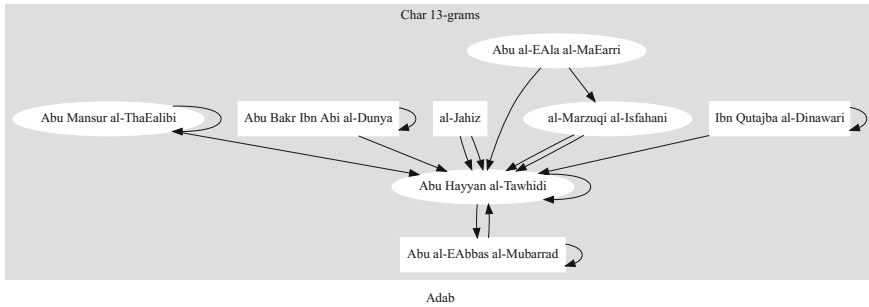 Char 13-grams
Abu al-EAla al-MaEarri
Abu Mansur al-ThaEalibi
Abu Bakr Ibn Abi al-Dunya
al-Jahiz
al-Marzuqi al-Isfahani
Ibn Qutajba al-Dinawari
Abu Hayyan al-Tawhidi
Abu al-EAbbas al-Mubarrad
Adab